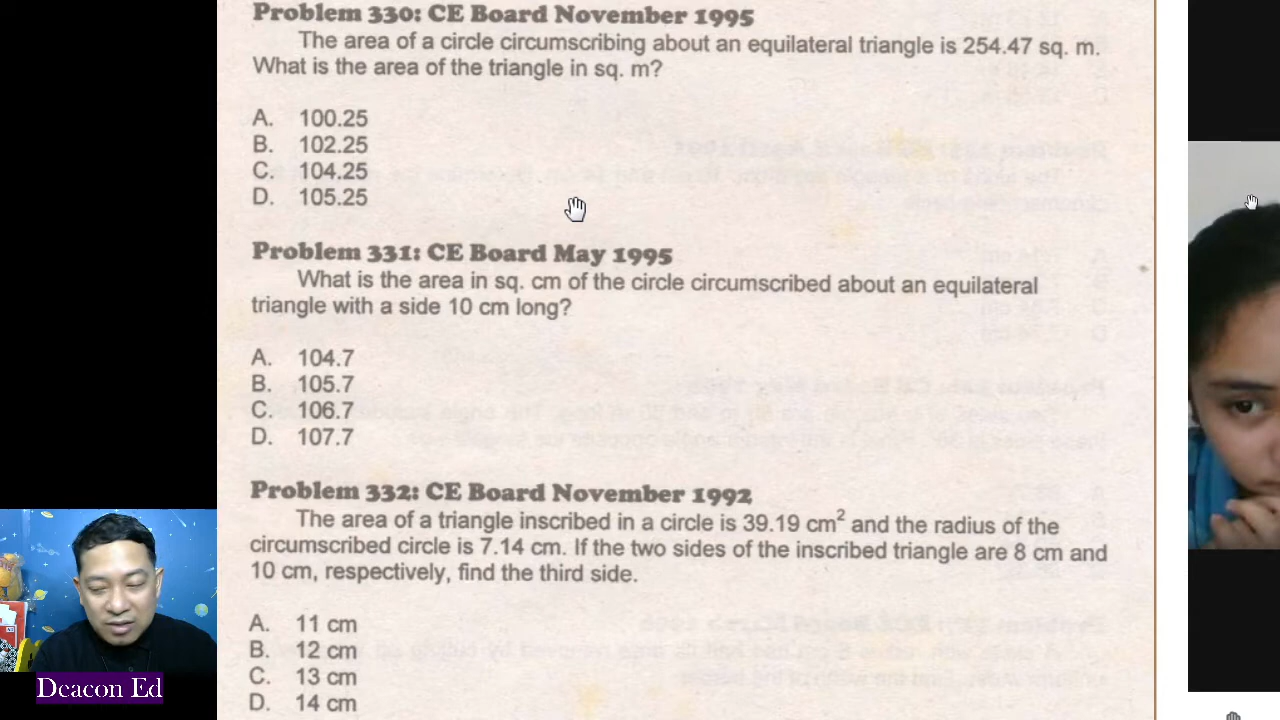 Problem 330: CE Board November 1995
The area of a circle circumscribing about an equilateral triangle is 254.47 sq. m.
What is the area of the triangle in sq. m?
A. 100.25
B. 102.25
C. 104.25
D. 105.25
Problem 331: CE Board May 1995
What is the area in sq. cm of the circle circumscribed about an equilateral
triangle with a side 10 cm long?
A. 104.7
B. 105.7
C. 106.7
D. 107.7
Problem 332: CE Board November 1992
The area of a triangle inscribed in a circle is 39.19 cm² and the radius of the
circumscribed circle is 7.14 cm. If the two sides of the inscribed triangle are 8 cm and
10 cm, respectively, find the third side.
A. 11 cm
B. 12 cm
C. 13 cm
D. 14 cm
Deacon Ed